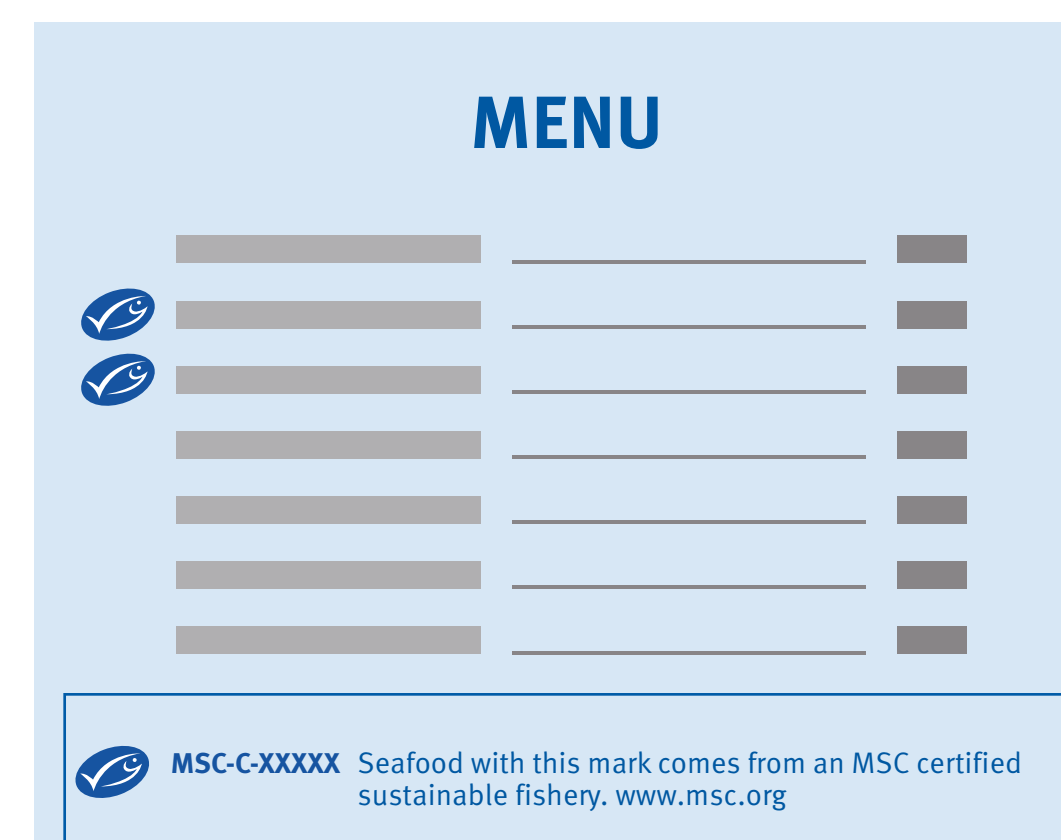 MENU
MSC-C-XXXXX Seafood with this mark comes from an MSC certified
sustainable fishery. www.msc.org